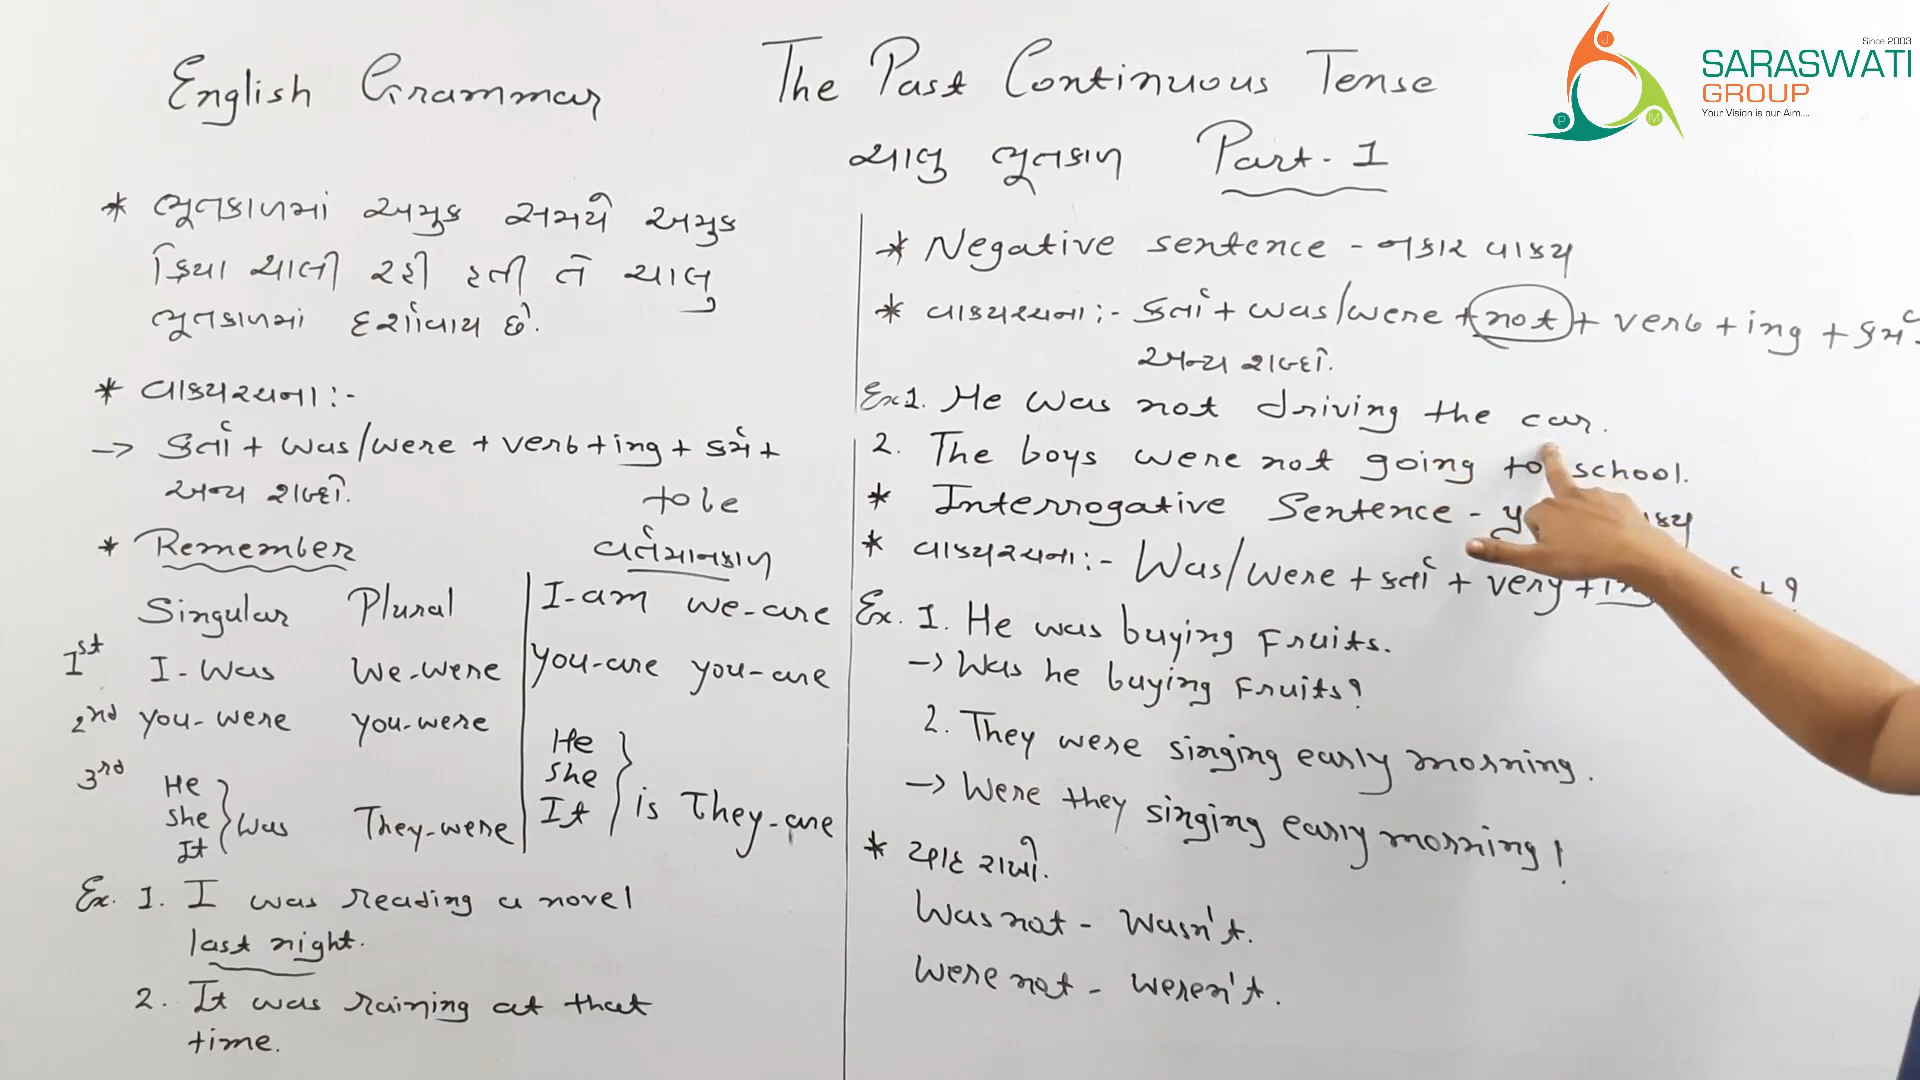 English Grammar
The Past Continuous Tense
ચાલુ ભૂતકાળ Part-1
* ભૂતકાળમાં અમુક સમયે અમુક
ક્રિયા ચાલી રહી હતી તે ચાલુ
ભૂતકાળમાં દર્શાવાય છે.
* વાક્યરચના:-
→ કર્તા + was/were + verb + ing + કર્મ +
અન્ય શબ્દો.
to be
* Remember
વર્તમાનકાળ
Singular Plural
1st I-was We-were
2nd you-were you-were
3rd He
she
It } was They-were
I-am we-are
you-are you-are
He
she
It } is They-are
Ex. 1. I was reading a novel
last night.
2. It was raining at that
time.
* Negative sentence - નકાર વાક્ય
* વાક્યરચના:- કર્તા + was/were + not + verb + ing + કર્મ
અન્ય શબ્દો.
Ex 1. He was not driving the car.
2. The boys were not going to school.
* Interrogative Sentence -
* વાક્યરચના:- Was/were + કર્તા + very + ing + ?
Ex. 1. He was buying Fruits.
→ Was he buying Fruits?
2. They were singing early morning.
→ Were they singing early morning!
* યાદ રાખો.
Was not - Wasn't.
Were not - Weren't.
Since 2003
SARASWATI
GROUP
Your Vision is our Aim....
J
P
M